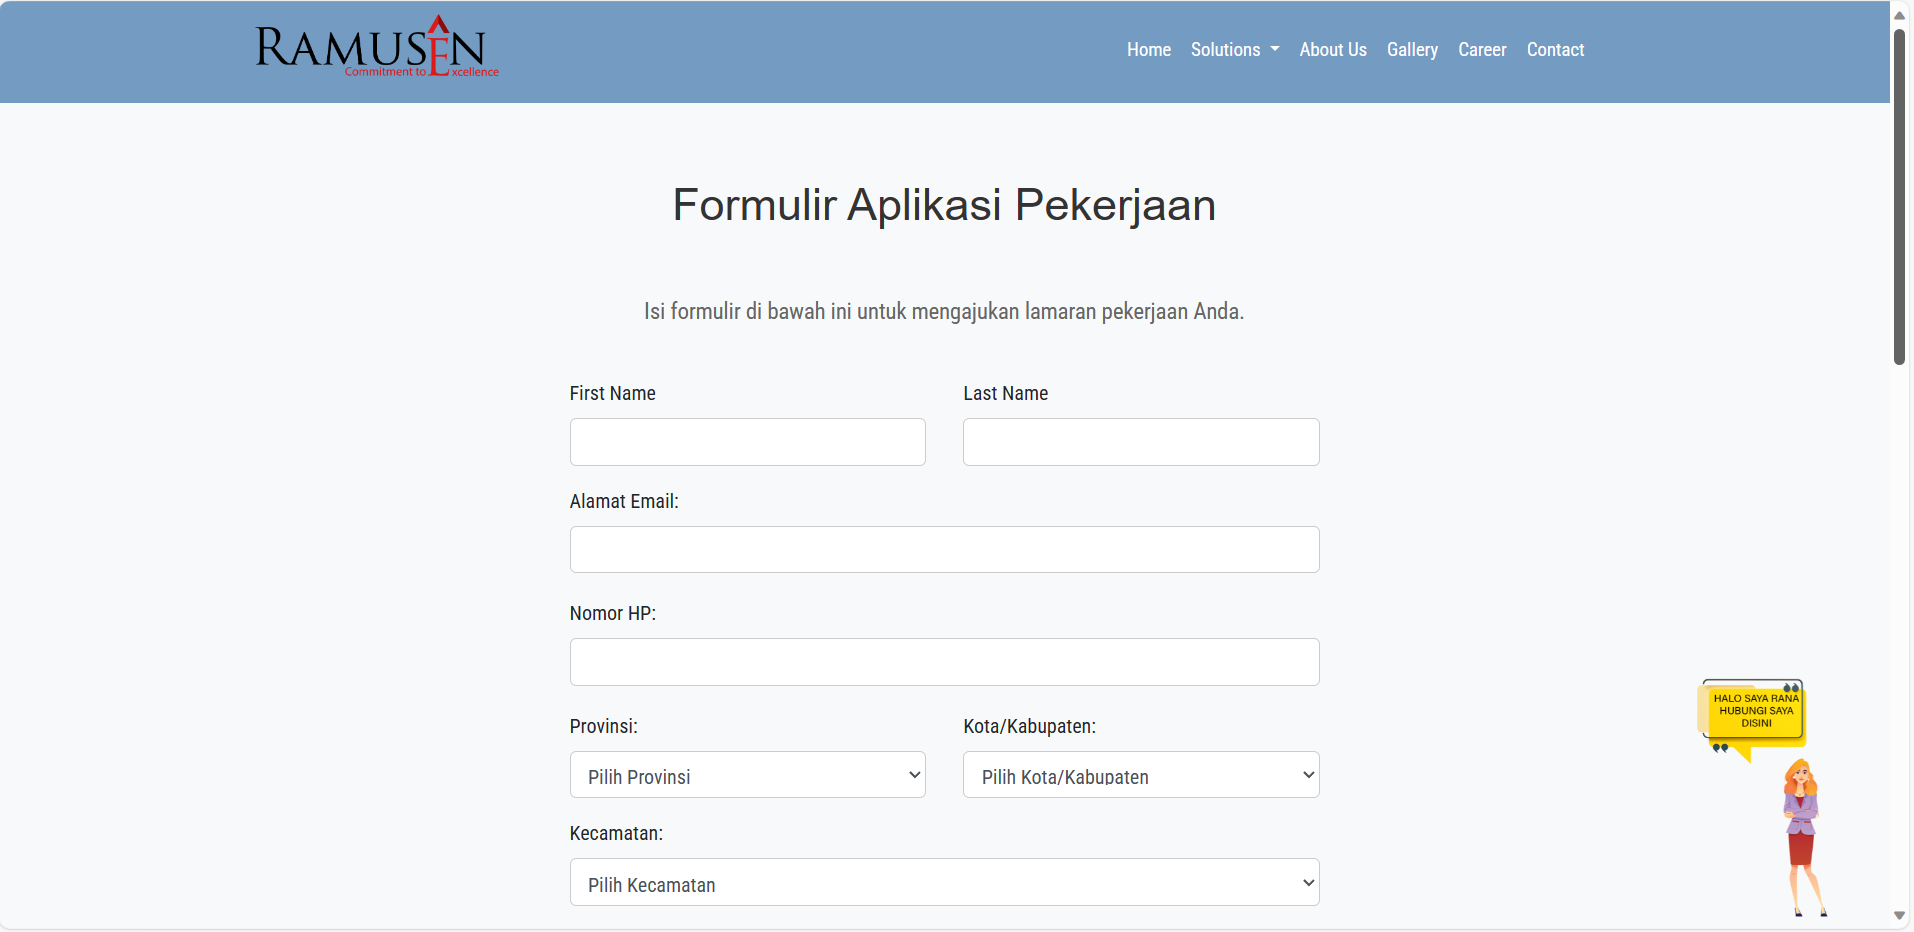 RAMUSEN
Commitment to Excellence
Home Solutions About Us Gallery Career Contact
Formulir Aplikasi Pekerjaan
Isi formulir di bawah ini untuk mengajukan lamaran pekerjaan Anda.
First Name Last Name
Alamat Email:
Nomor HP:
Provinsi: Kota/Kabupaten:
Pilih Provinsi Pilih Kota/Kabupaten
Kecamatan:
Pilih Kecamatan
HALO SAYA RANA
HUBUNGI SAYA
DISINI